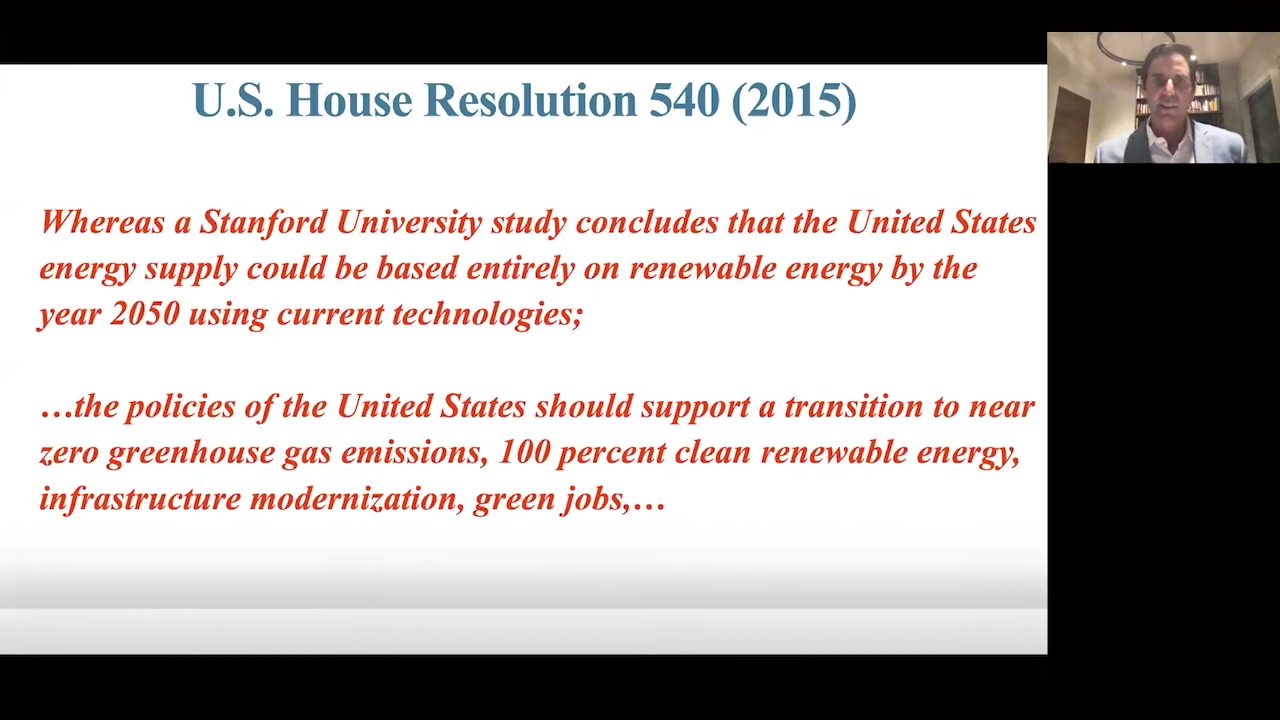 U.S. House Resolution 540 (2015)
Whereas a Stanford University study concludes that the United States
energy supply could be based entirely on renewable energy by the
year 2050 using current technologies;
…the policies of the United States should support a transition to near
zero greenhouse gas emissions, 100 percent clean renewable energy,
infrastructure modernization, green jobs,…